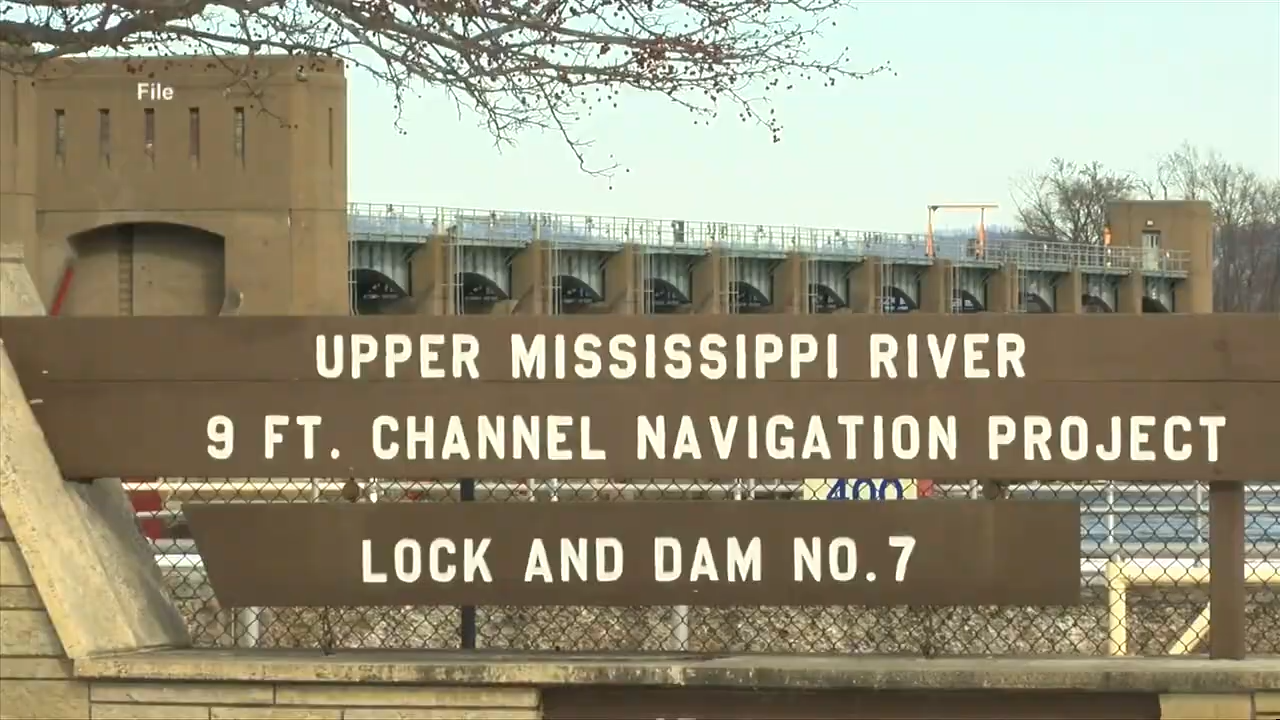 File
UPPER MISSISSIPPI RIVER
9 FT. CHANNEL NAVIGATION PROJECT
400
LOCK AND DAM NO. 7